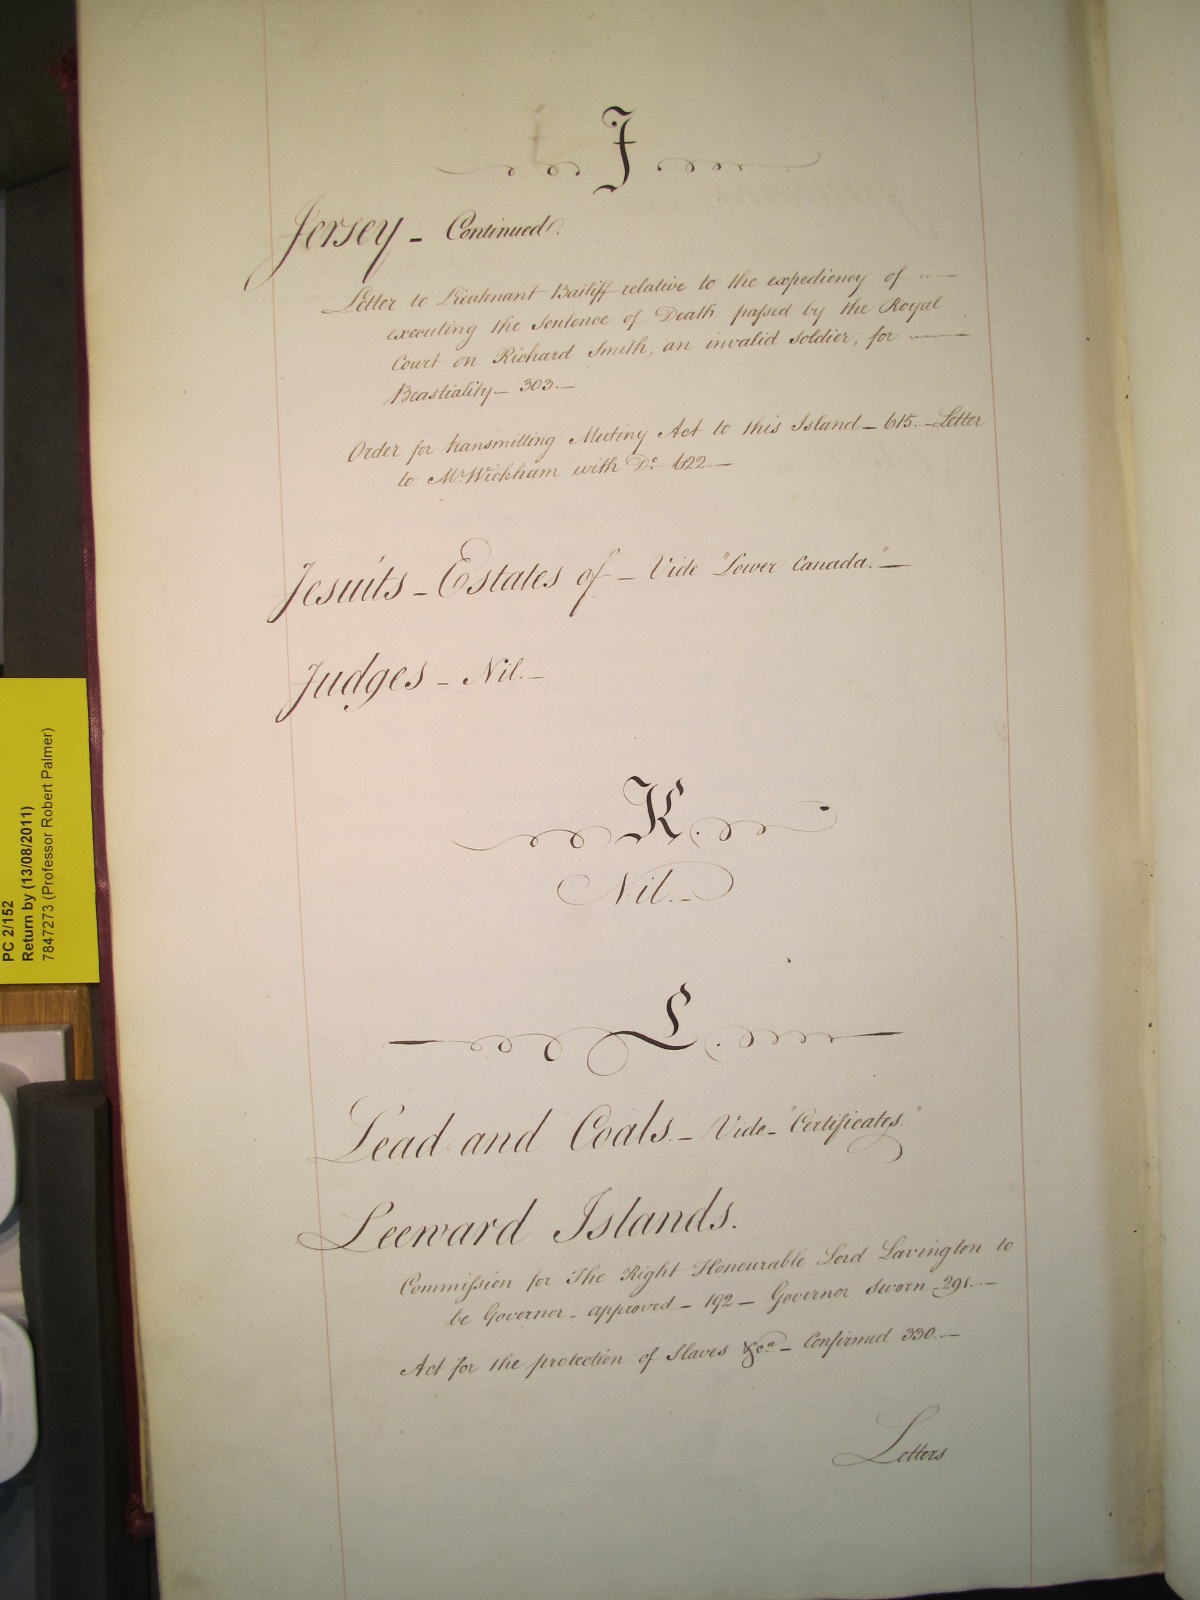 J
Jersey – Continued.
Letter to Lieutenant Bailiff relative to the expediency of
executing the Sentence of Death passed by the Royal
Court on Richard Smith, an invalid Soldier, for
Beastiality – 303. –
Order for transmitting Mutiny Act to this Island – 615. – Letter
to Mr. Wickham with Do. 622 –
Jesuits – Estates of – Vide "Lower Canada." –
Judges – Nil. –
K.
Nil. –
L.
Lead and Coals. – Vide – "Certificates."
Leeward Islands.
Commission for The Right Honourable Lord Lavington to
be Governor – approved – 192 – Governor Sworn – 291. –
Act for the protection of Slaves &ca. – Confirmed 330. –
Letters
PC 2/152
Return by (13/08/2011)
7847273 (Professor Robert Palmer)